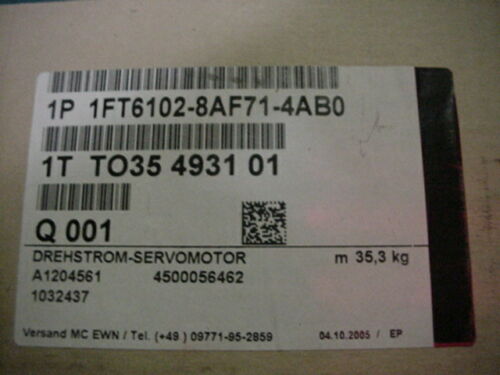 1P 1FT6102-8AF71-4AB0
1T TO35 4931 01
Q 001
DREHSTROM-SERVOMOTOR m 35,3 kg
A1204561 4500056462
1032437
Versand MC EWN / Tel. (+49 ) 09771-95-2859 04.10.2005 / EP